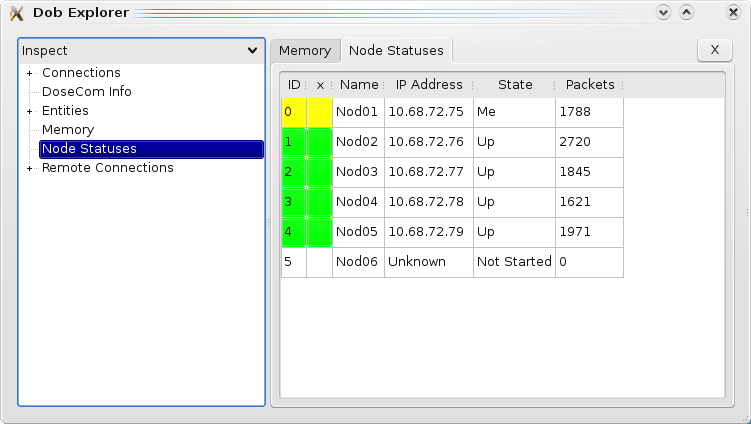 Dob Explorer
Inspect
Connections
DoseCom Info
Entities
Memory
Node Statuses
Remote Connections
Memory Node Statuses X
ID x Name IP Address State Packets
0 Nod01 10.68.72.75 Me 1788
1 Nod02 10.68.72.76 Up 2720
2 Nod03 10.68.72.77 Up 1845
3 Nod04 10.68.72.78 Up 1621
4 Nod05 10.68.72.79 Up 1971
5 Nod06 Unknown Not Started 0